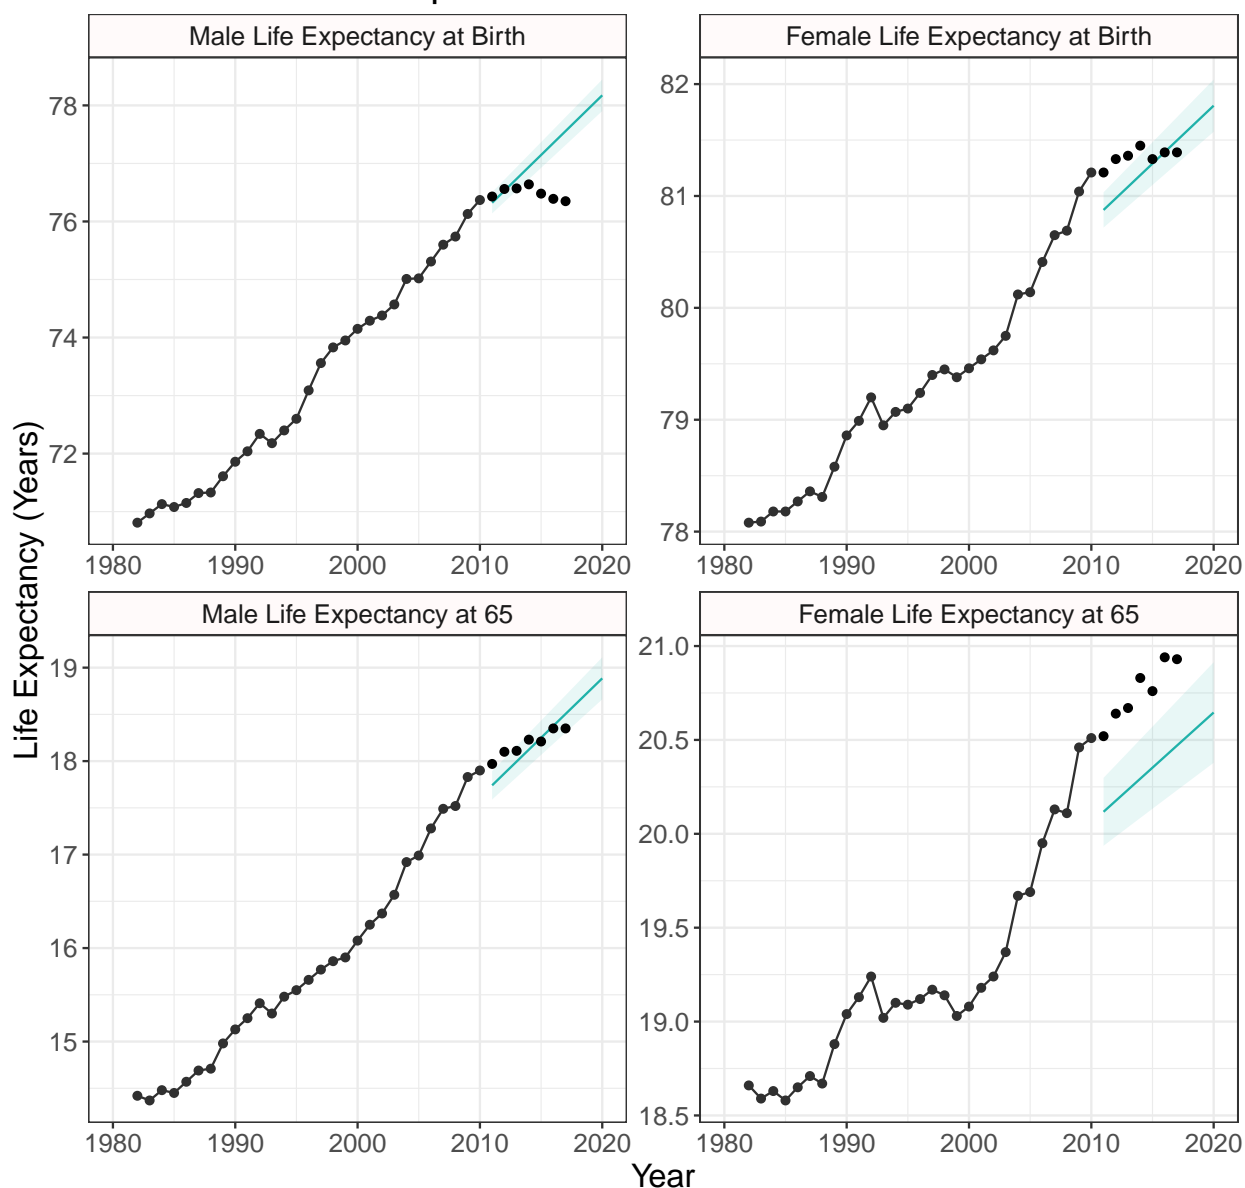 Male Life Expectancy at Birth
Female Life Expectancy at Birth
78
76
74
72
82
81
80
79
78
1980 1990 2000 2010 2020
1980 1990 2000 2010 2020
Life Expectancy (Years)
Male Life Expectancy at 65
Female Life Expectancy at 65
19
18
17
16
15
21.0
20.5
20.0
19.5
19.0
18.5
1980 1990 2000 2010 2020
1980 1990 2000 2010 2020
Year